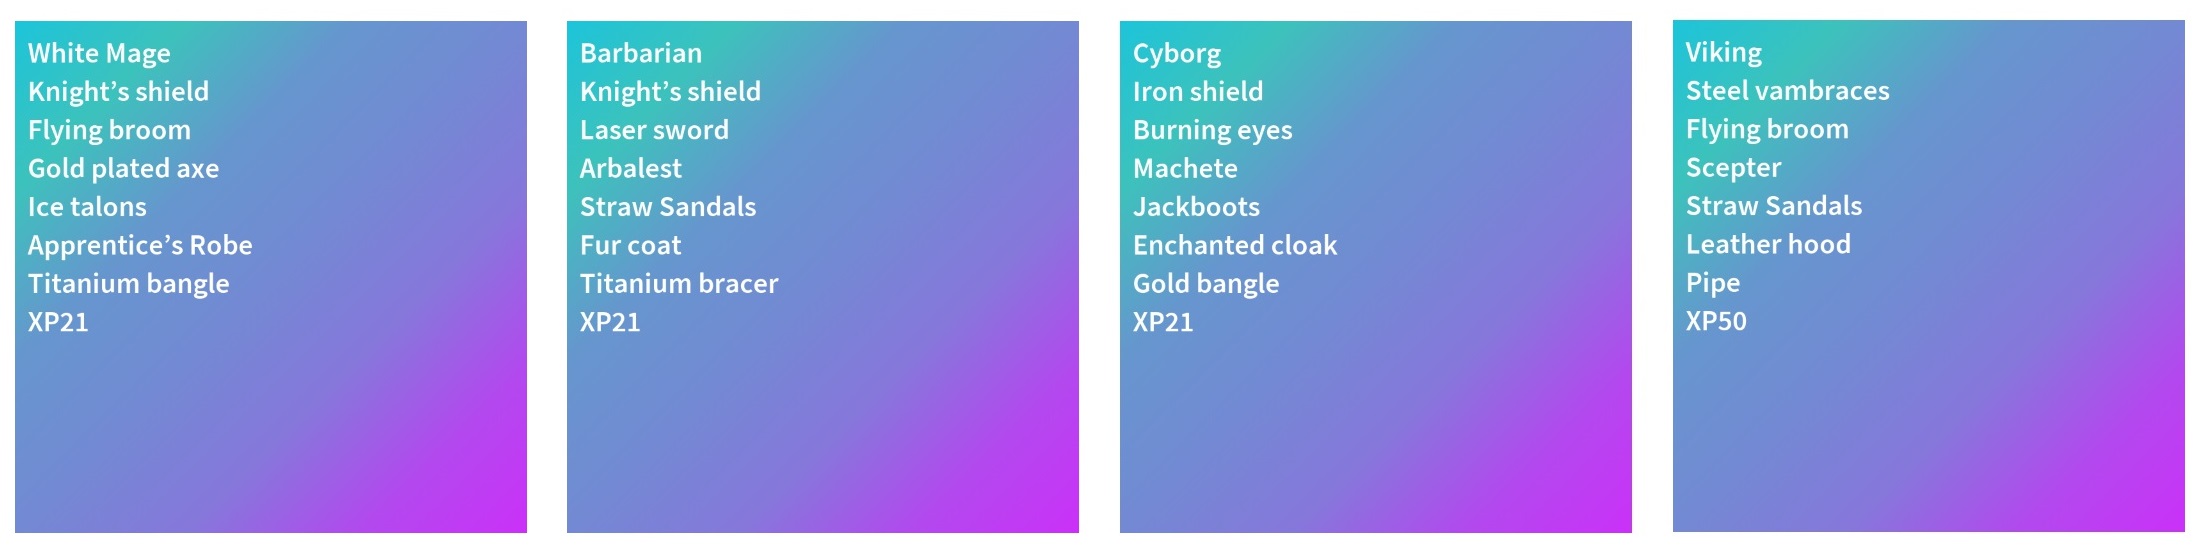 White Mage
Knight’s shield
Flying broom
Gold plated axe
Ice talons
Apprentice’s Robe
Titanium bangle
XP21
Barbarian
Knight’s shield
Laser sword
Arbalest
Straw Sandals
Fur coat
Titanium bracer
XP21
Cyborg
Iron shield
Burning eyes
Machete
Jackboots
Enchanted cloak
Gold bangle
XP21
Viking
Steel vambraces
Flying broom
Scepter
Straw Sandals
Leather hood
Pipe
XP50